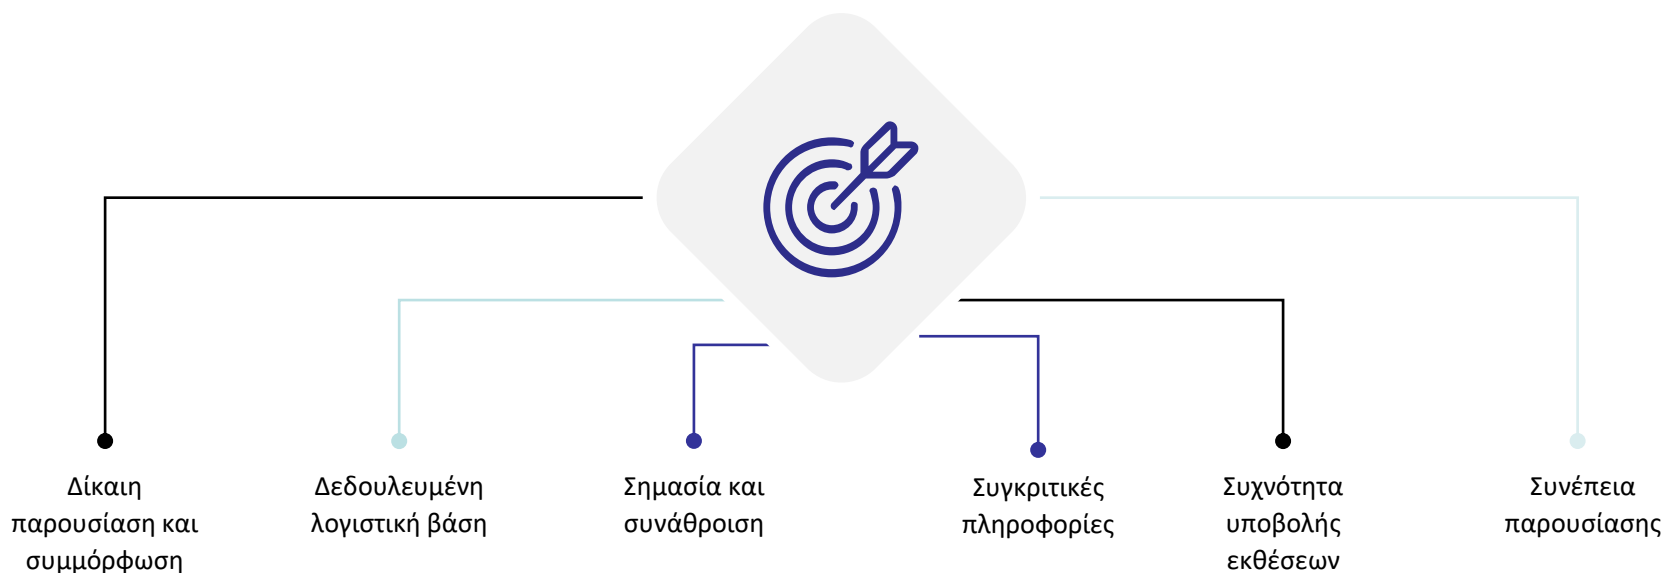 Δίκαιη
παρουσίαση και
συμμόρφωση
Δεδουλευμένη
λογιστική βάση
Σημασία και
συνάθροιση
Συγκριτικές
πληροφορίες
Συχνότητα
υποβολής
εκθέσεων
Συνέπεια
παρουσίασης